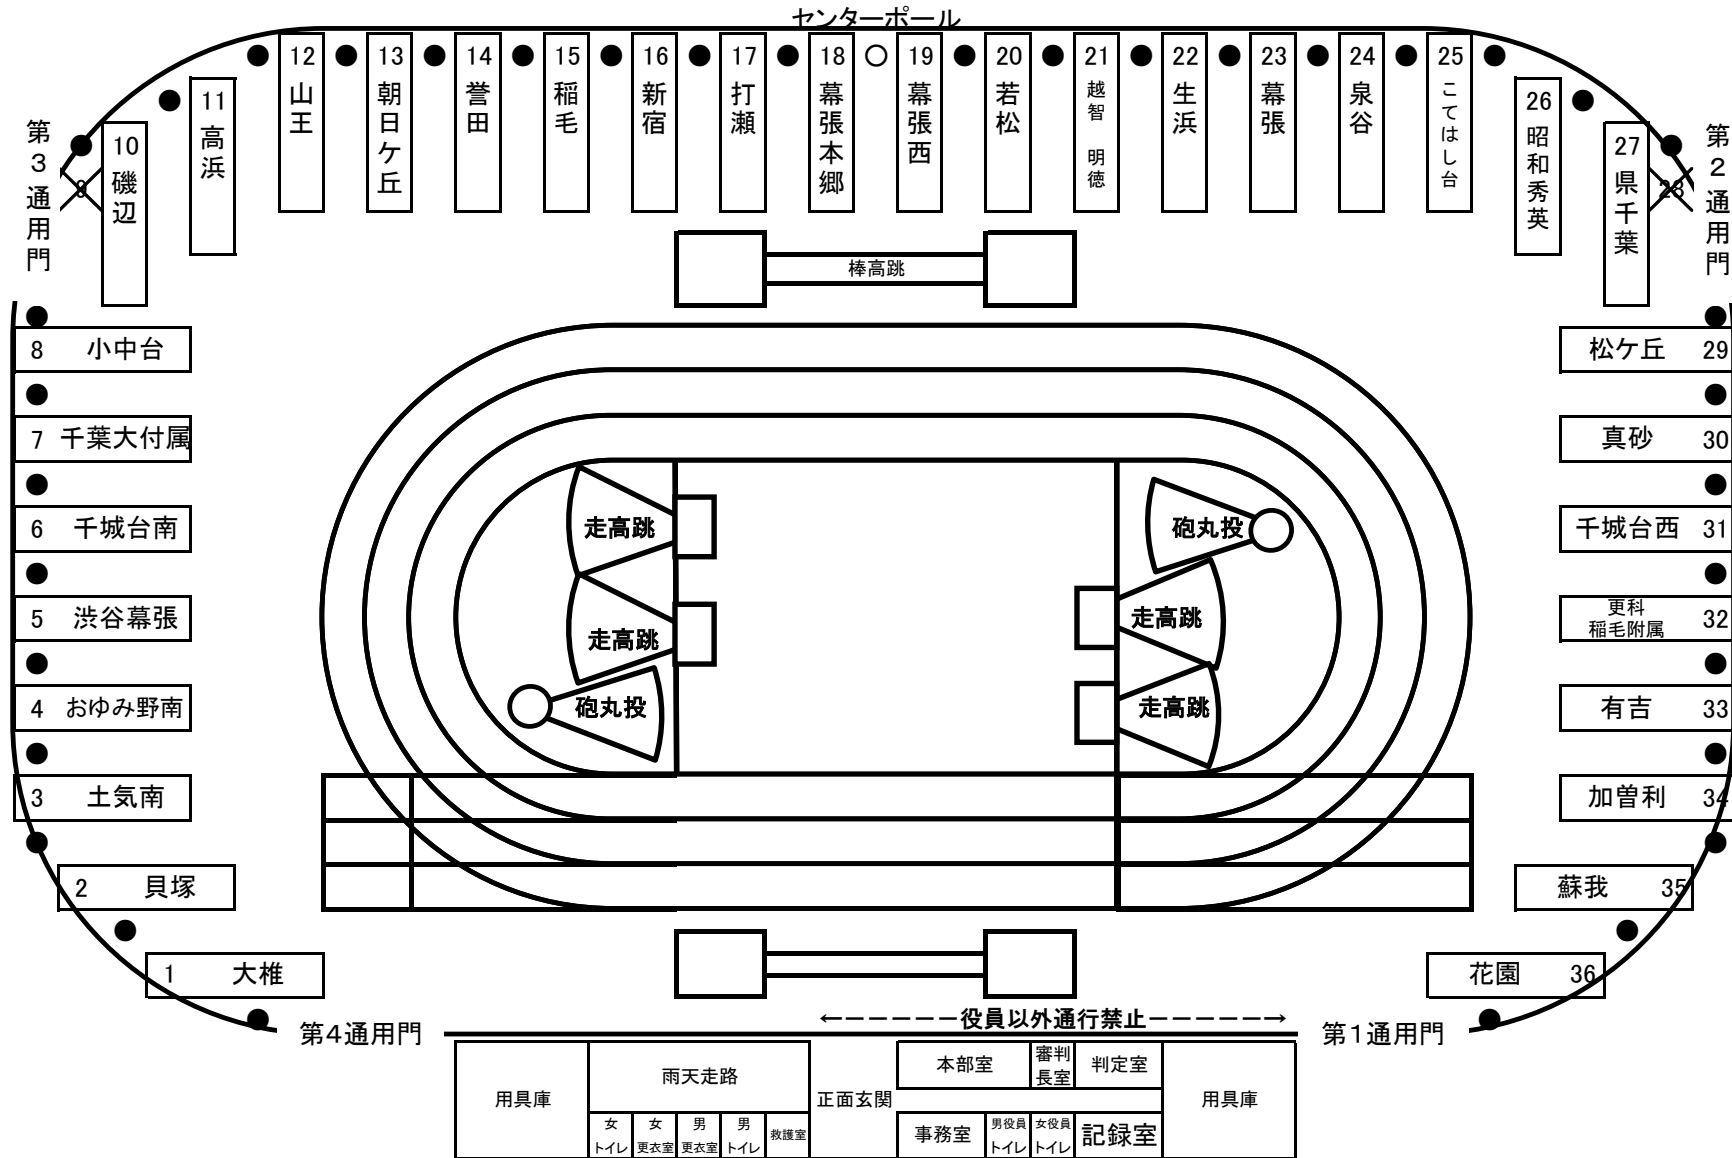 センターポール
12 山王
13 朝日ケ丘
14 誉田
15 稲毛
16 新宿
17 打瀬
18 幕張本郷
19 幕張西
20 若松
21 越智 明徳
22 生浜
23 幕張
24 泉谷
25 こてはし台
11 高浜
26 昭和秀英
10 磯辺
27 県千葉
第3通用門
第2通用門
9
28
棒高跳
8 小中台
松ケ丘 29
7 千葉大付属
真砂 30
6 千城台南
千城台西 31
5 渋谷幕張
更科
稲毛附属 32
4 おゆみ野南
有吉 33
3 土気南
加曽利 34
2 貝塚
蘇我 35
1 大椎
花園 36
走高跳
砲丸投
走高跳
走高跳
砲丸投
走高跳
←－－－－－－役員以外通行禁止－－－－－－→
第4通用門
第1通用門
用具庫
雨天走路
正面玄関
本部室
審判
長室
判定室
用具庫
女
トイレ
女
更衣室
男
更衣室
男
トイレ
救護室
事務室
男役員
トイレ
女役員
トイレ
記録室